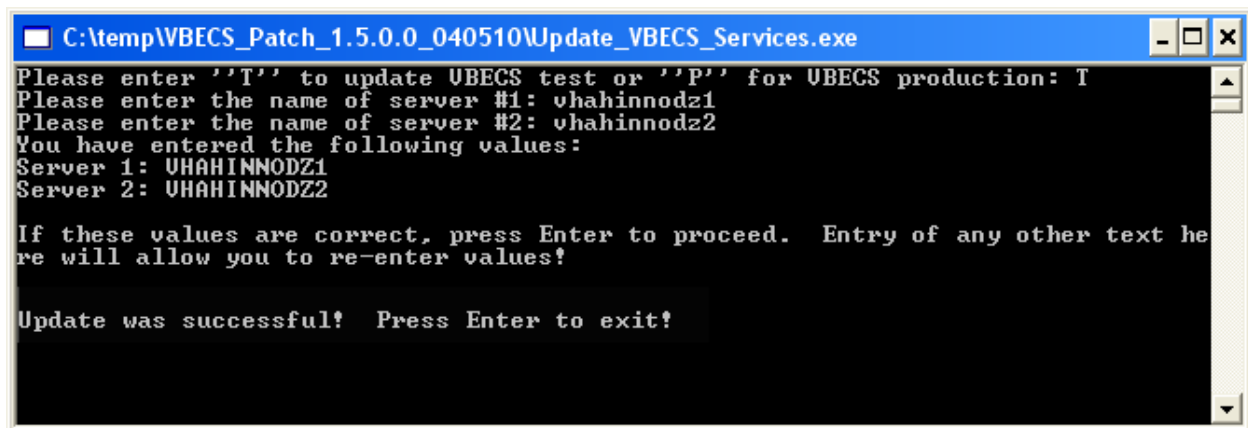 C:\temp\VBECS_Patch_1.5.0.0_040510\Update_VBECS_Services.exe
Please enter ''T'' to update VBECS test or ''P'' for VBECS production: T
Please enter the name of server #1: vhahinnodz1
Please enter the name of server #2: vhahinnodz2
You have entered the following values:
Server 1: VHAHINNODZ1
Server 2: VHAHINNODZ2
If these values are correct, press Enter to proceed.  Entry of any other text he
re will allow you to re-enter values!
Update was successful!  Press Enter to exit!